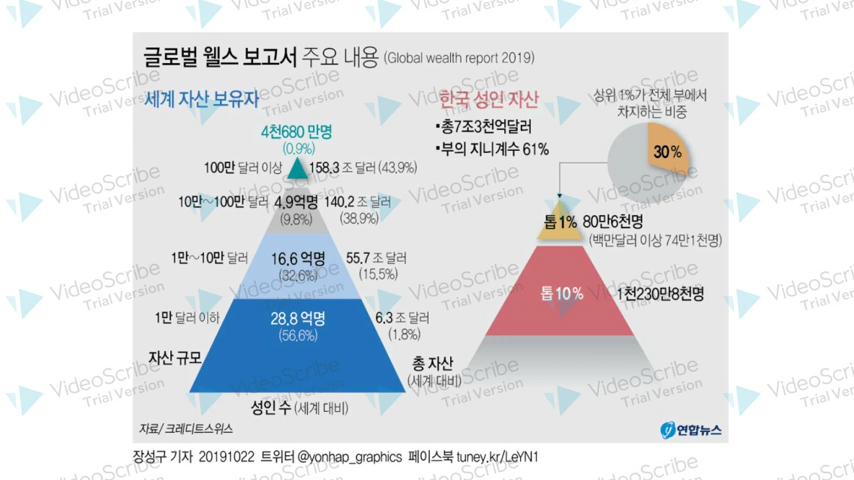 글로벌 웰스 보고서 주요 내용 (Global wealth report 2019)
세계 자산 보유자
4천680 만명
(0.9%)
100만 달러 이상
158.3 조 달러 (43,9%)
10만~100만 달러
4.9억명
(9.8%)
140.2 조 달러
(38,9%)
1만~10만 달러
16.6 억명
(32,6%)
55.7 조 달러
(15,5%)
1만 달러 이하
28.8 억명
(56,6%)
6.3 조 달러
(1,8%)
자산 규모
총 자산
(세계 대비)
성인 수 (세계 대비)
한국 성인 자산
• 총7조3천억달러
• 부의 지니계수 61%
상위 1%가 전체 부에서
차지하는 비중
30%
톱 1%
80만6천명
(백만달러 이상 74만1천명)
톱 10%
1천230만8천명
자료/ 크레디트스위스
연합뉴스
장성구 기자 20191022 트위터 @yonhap_graphics 페이스북 tuney.kr/LeYN1
VideoScribe
Trial Version